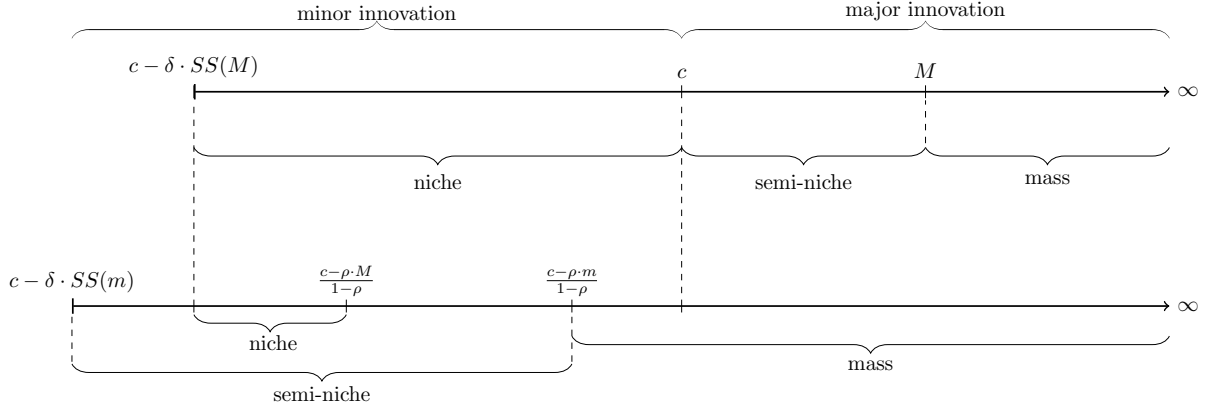 minor innovation
major innovation
c − δ · SS(M)
c
M
∞
niche
semi-niche
mass
c − δ · SS(m)
c−ρ·M
1−ρ
c−ρ·m
1−ρ
∞
niche
mass
semi-niche